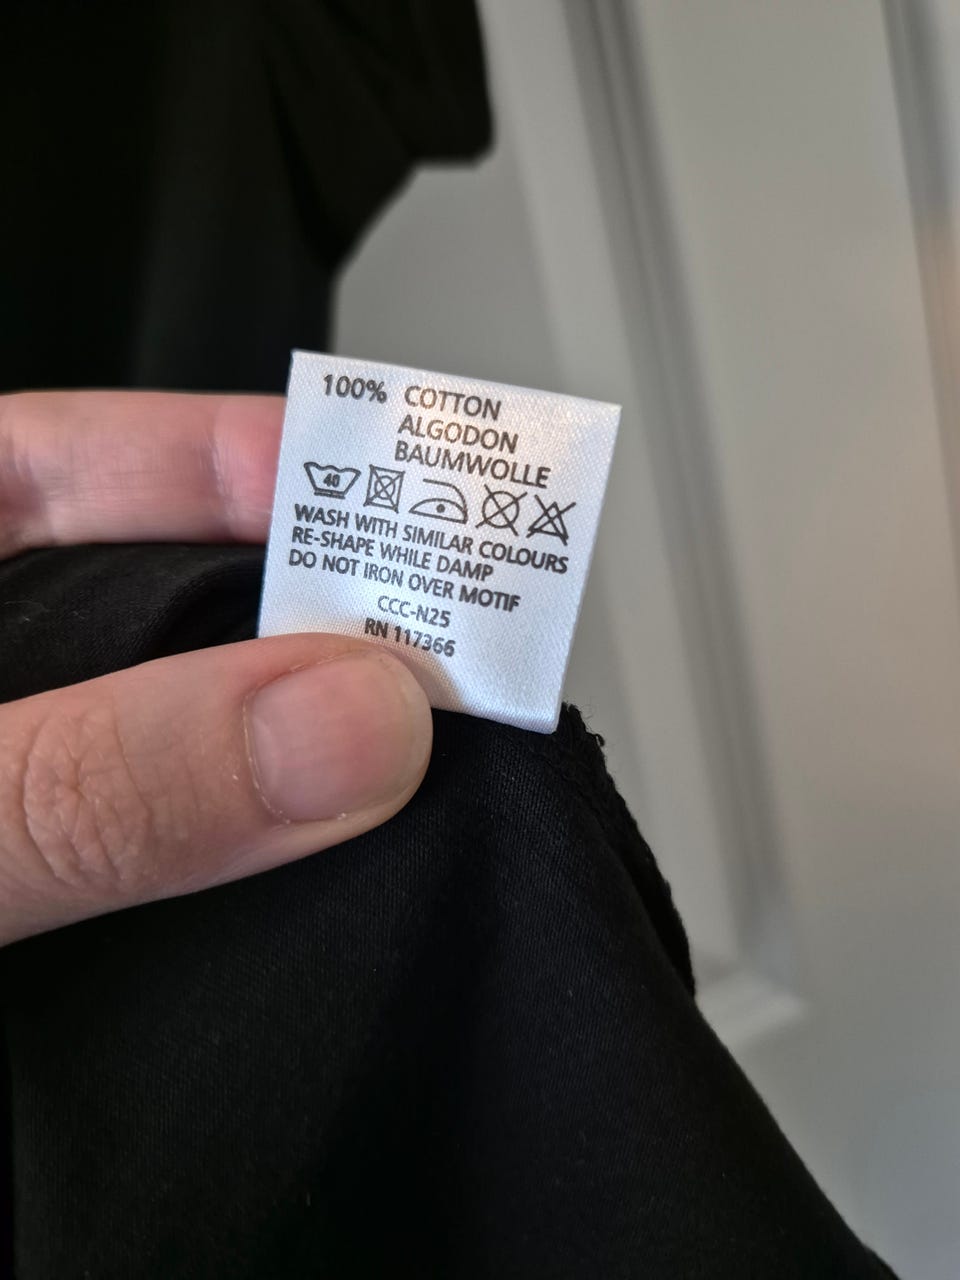 100% COTTON
ALGODON
BAUMWOLLE
40
WASH WITH SIMILAR COLOURS
RE-SHAPE WHILE DAMP
DO NOT IRON OVER MOTIF
CCC-N25
RN 117366